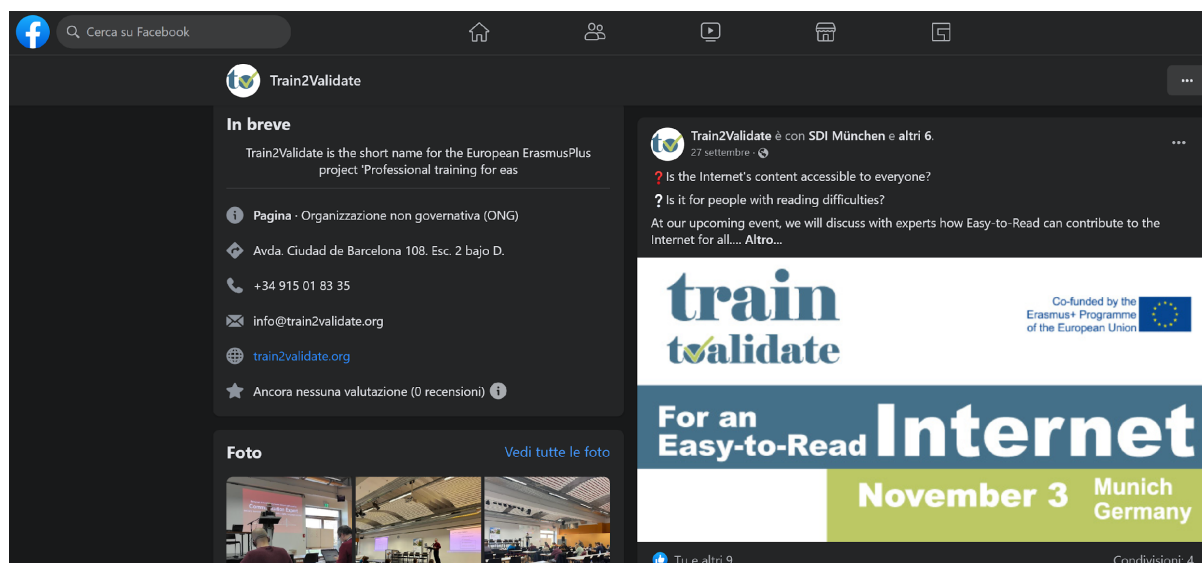 Cerca su Facebook
Train2Validate
In breve
Train2Validate is the short name for the European ErasmusPlus
project 'Professional training for eas
Pagina · Organizzazione non governativa (ONG)
Avda. Ciudad de Barcelona 108. Esc. 2 bajo D.
+34 915 01 83 35
info@train2validate.org
train2validate.org
Ancora nessuna valutazione (0 recensioni)
Foto
Vedi tutte le foto
Train2Validate è con SDI München e altri 6.
27 settembre ·
❓Is the Internet's content accessible to everyone?
❔Is it for people with reading difficulties?
At our upcoming event, we will discuss with experts how Easy-to-Read can contribute to the
Internet for all.... Altro...
train
tovalidate
Co-funded by the
Erasmus+ Programme
of the European Union
For an
Easy-to-Read Internet
November 3 Munich
Germany
Tu e altri 9
Condivisioni: 4